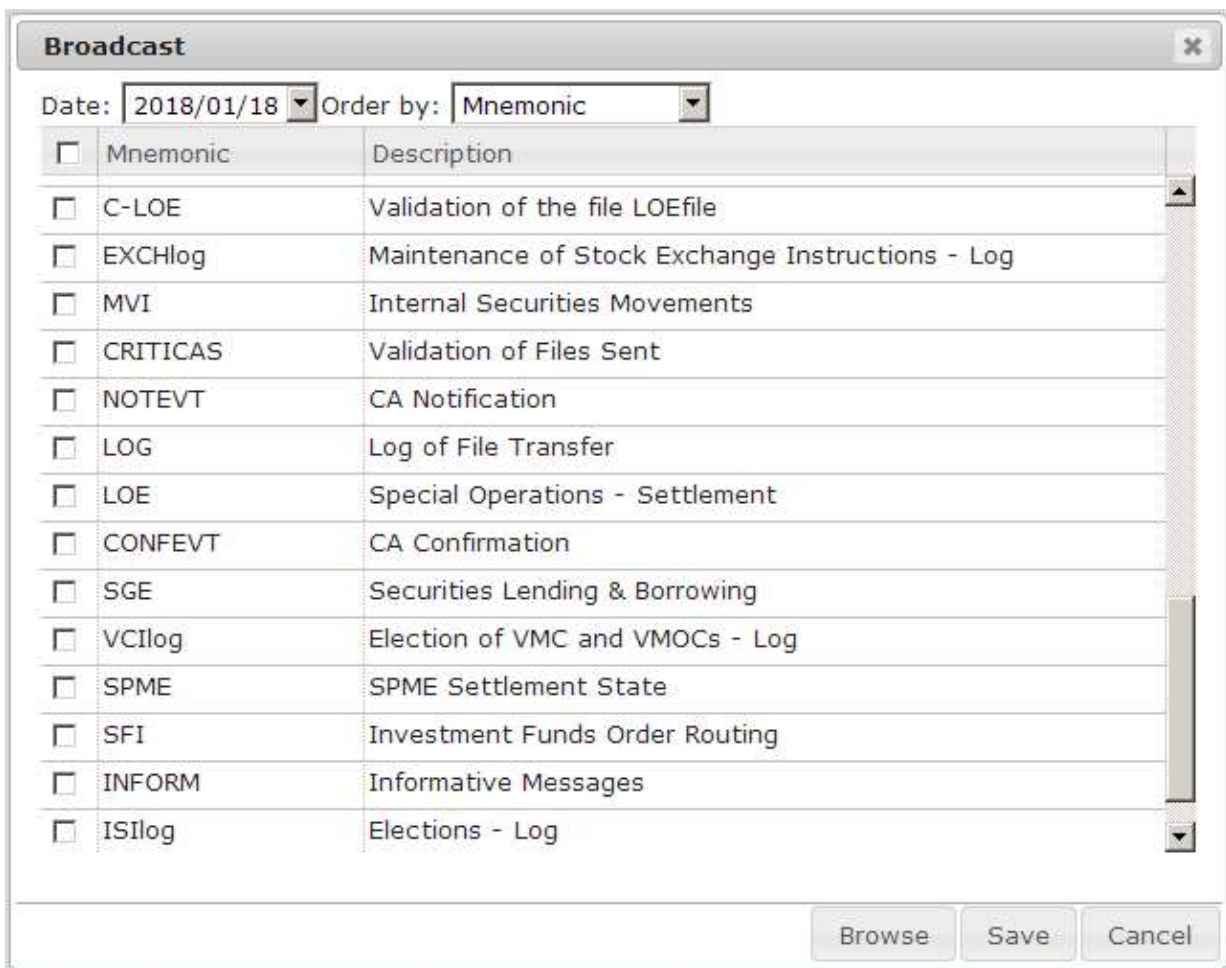 Broadcast
Date: 2018/01/18 Order by: Mnemonic
Mnemonic Description
C-LOE Validation of the file LOEfile
EXCHlog Maintenance of Stock Exchange Instructions - Log
MVI Internal Securities Movements
CRITICAS Validation of Files Sent
NOTEVT CA Notification
LOG Log of File Transfer
LOE Special Operations - Settlement
CONFEVT CA Confirmation
SGE Securities Lending & Borrowing
VCIlog Election of VMC and VMOCs - Log
SPME SPME Settlement State
SFI Investment Funds Order Routing
INFORM Informative Messages
ISIlog Elections - Log
Browse Save Cancel